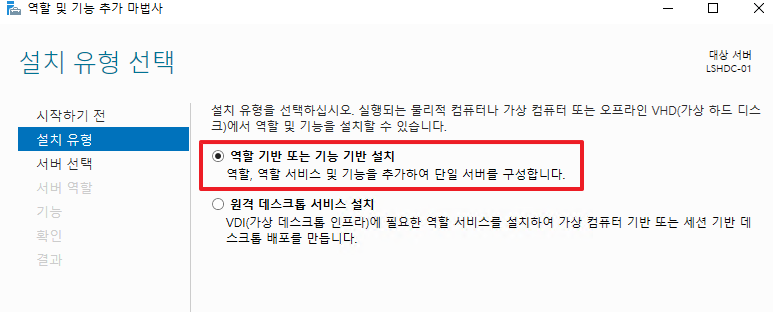 역할 및 기능 추가 마법사
설치 유형 선택
대상 서버
LSHDC-01
시작하기 전
설치 유형
서버 선택
서버 역할
기능
확인
결과
설치 유형을 선택하십시오. 실행되는 물리적 컴퓨터나 가상 컴퓨터 또는 오프라인 VHD(가상 하드 디스
크)에서 역할 및 기능을 설치할 수 있습니다.
역할 기반 또는 기능 기반 설치
역할, 역할 서비스 및 기능을 추가하여 단일 서버를 구성합니다.
원격 데스크톱 서비스 설치
VDI(가상 데스크톱 인프라)에 필요한 역할 서비스를 설치하여 가상 컴퓨터 기반 또는 세션 기반 데
스크톱 배포를 만듭니다.